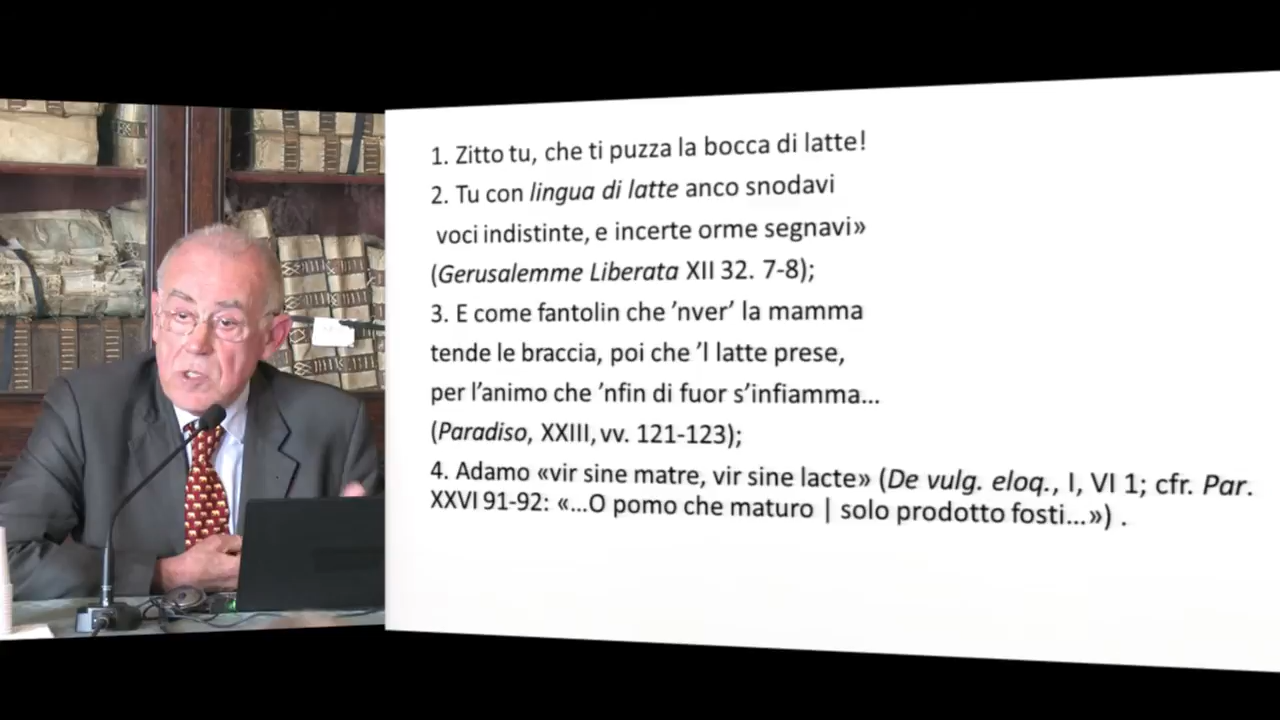 1. Zitto tu, che ti puzza la bocca di latte!
2. Tu con lingua di latte anco snodavi
voci indistinte, e incerte orme segnavi»
(Gerusalemme Liberata XII 32. 7-8);
3. E come fantolin che ’nver’ la mamma
tende le braccia, poi che ’l latte prese,
per l’animo che ’nfin di fuor s’infiamma...
(Paradiso, XXIII, vv. 121-123);
4. Adamo «vir sine matre, vir sine lacte» (De vulg. eloq., I, VI 1; cfr. Par.
XXVI 91-92: «...O pomo che maturo | solo prodotto fosti...») .